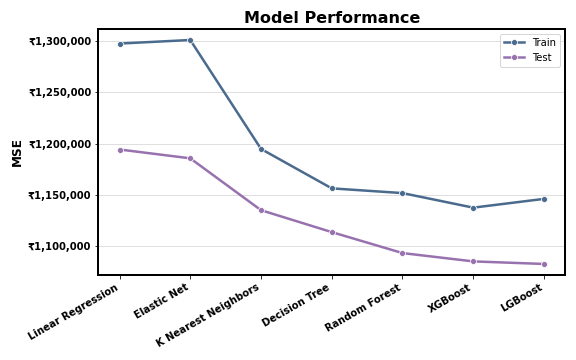 Model Performance
Train
Test
MSE
₹1,300,000
₹1,250,000
₹1,200,000
₹1,150,000
₹1,100,000
Linear Regression
Elastic Net
K Nearest Neighbors
Decision Tree
Random Forest
XGBoost
LGBoost